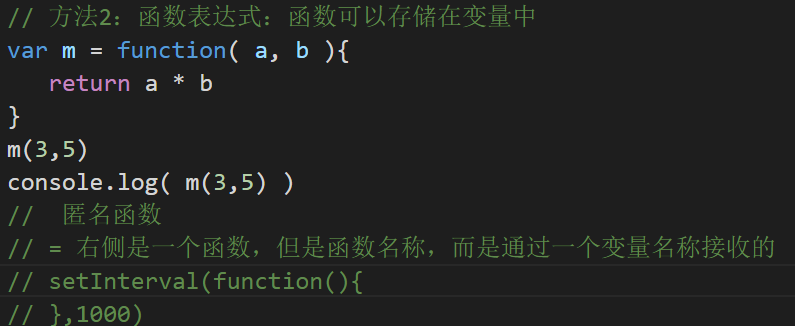 // 方法2：函数表达式：函数可以存储在变量中
var m = function( a, b ){
   return a * b
}
m(3,5)
console.log( m(3,5) )
//  匿名函数
// = 右侧是一个函数，但是函数名称，而是通过一个变量名称接收的
// setInterval(function(){
// },1000)